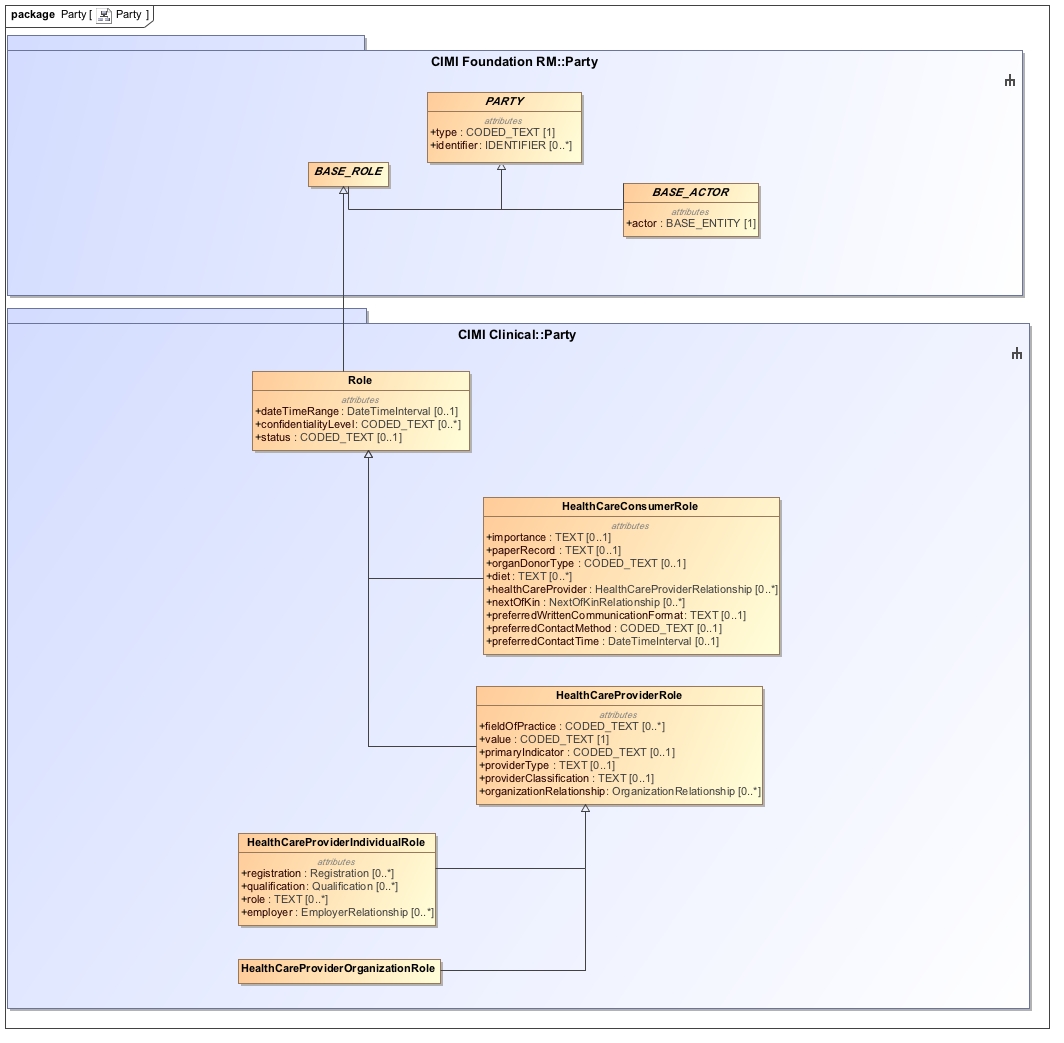 package Party [ Party ]
CIMI Foundation RM::Party
PARTY
attributes
+type : CODED_TEXT [1]
+identifier : IDENTIFIER [0..*]
BASE_ROLE
BASE_ACTOR
attributes
+actor : BASE_ENTITY [1]
CIMI Clinical::Party
Role
attributes
+dateTimeRange : DateTimeInterval [0..1]
+confidentialityLevel : CODED_TEXT [0..*]
+status : CODED_TEXT [0..1]
HealthCareConsumerRole
attributes
+importance : TEXT [0..1]
+paperRecord : TEXT [0..1]
+organDonorType : CODED_TEXT [0..1]
+diet : TEXT [0..*]
+healthCareProvider : HealthCareProviderRelationship [0..*]
+nextOfKin : NextOfKinRelationship [0..*]
+preferredWrittenCommunicationFormat : TEXT [0..1]
+preferredContactMethod : CODED_TEXT [0..1]
+preferredContactTime : DateTimeInterval [0..1]
HealthCareProviderRole
attributes
+fieldOfPractice : CODED_TEXT [0..*]
+value : CODED_TEXT [1]
+primaryIndicator : CODED_TEXT [0..1]
+providerType : TEXT [0..1]
+providerClassification : TEXT [0..1]
+organizationRelationship : OrganizationRelationship [0..*]
HealthCareProviderIndividualRole
attributes
+registration : Registration [0..*]
+qualification : Qualification [0..*]
+role : TEXT [0..*]
+employer : EmployerRelationship [0..*]
HealthCareProviderOrganizationRole